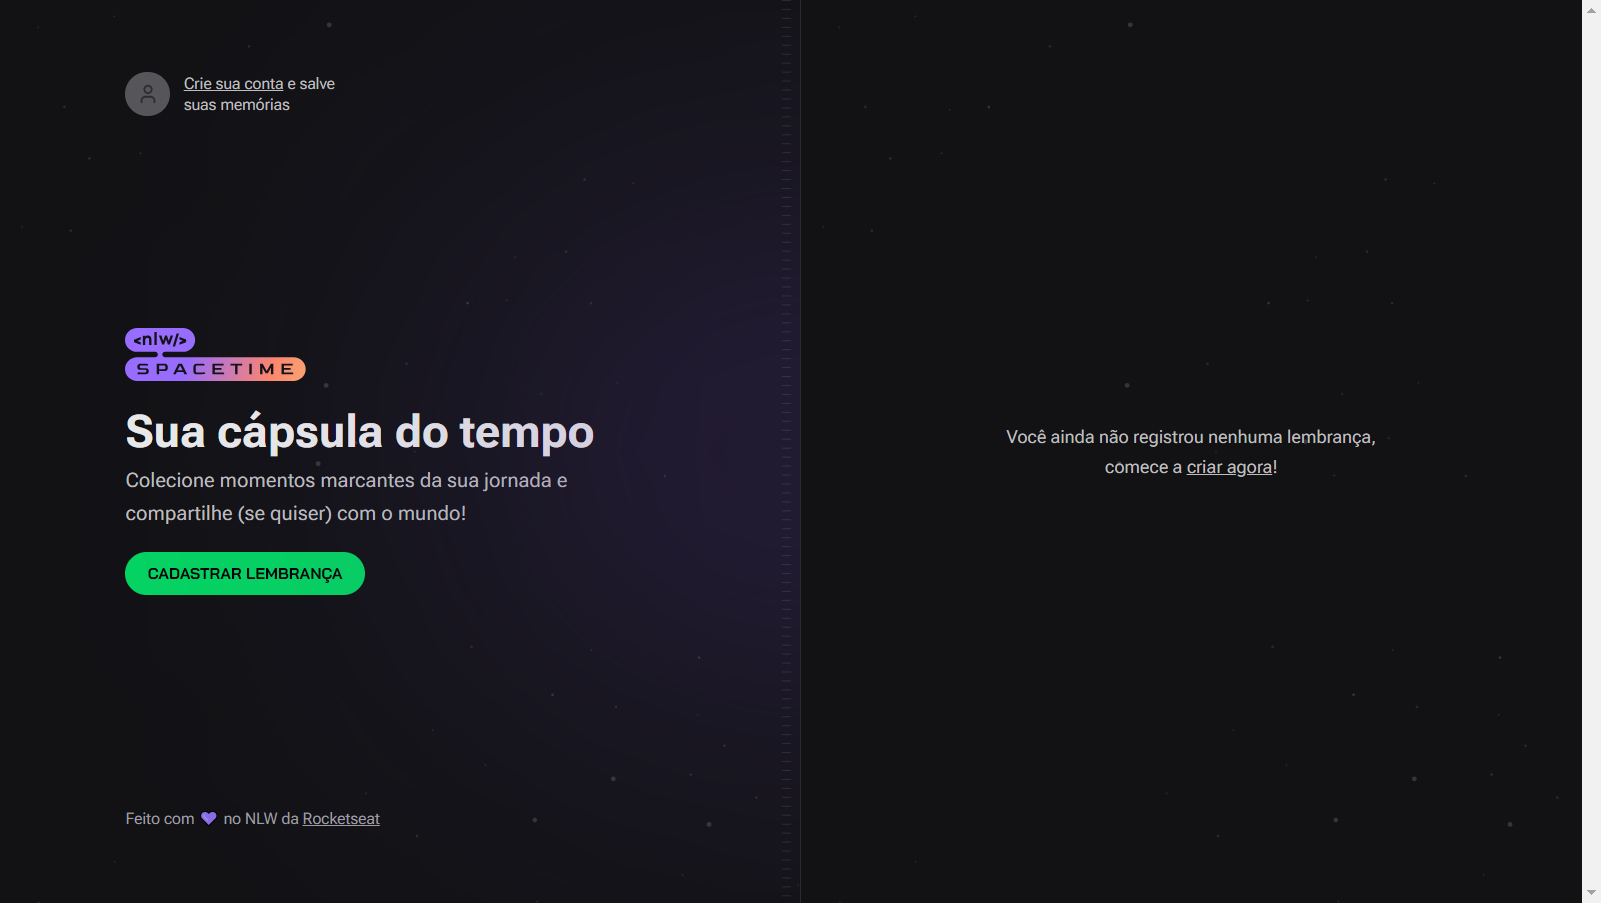 Crie sua conta e salve
suas memórias
<nlw/>
SPACETIME
Sua cápsula do tempo
Colecione momentos marcantes da sua jornada e
compartilhe (se quiser) com o mundo!
CADASTRAR LEMBRANÇA
Feito com 💜 no NLW da Rocketseat
Você ainda não registrou nenhuma lembrança,
comece a criar agora!